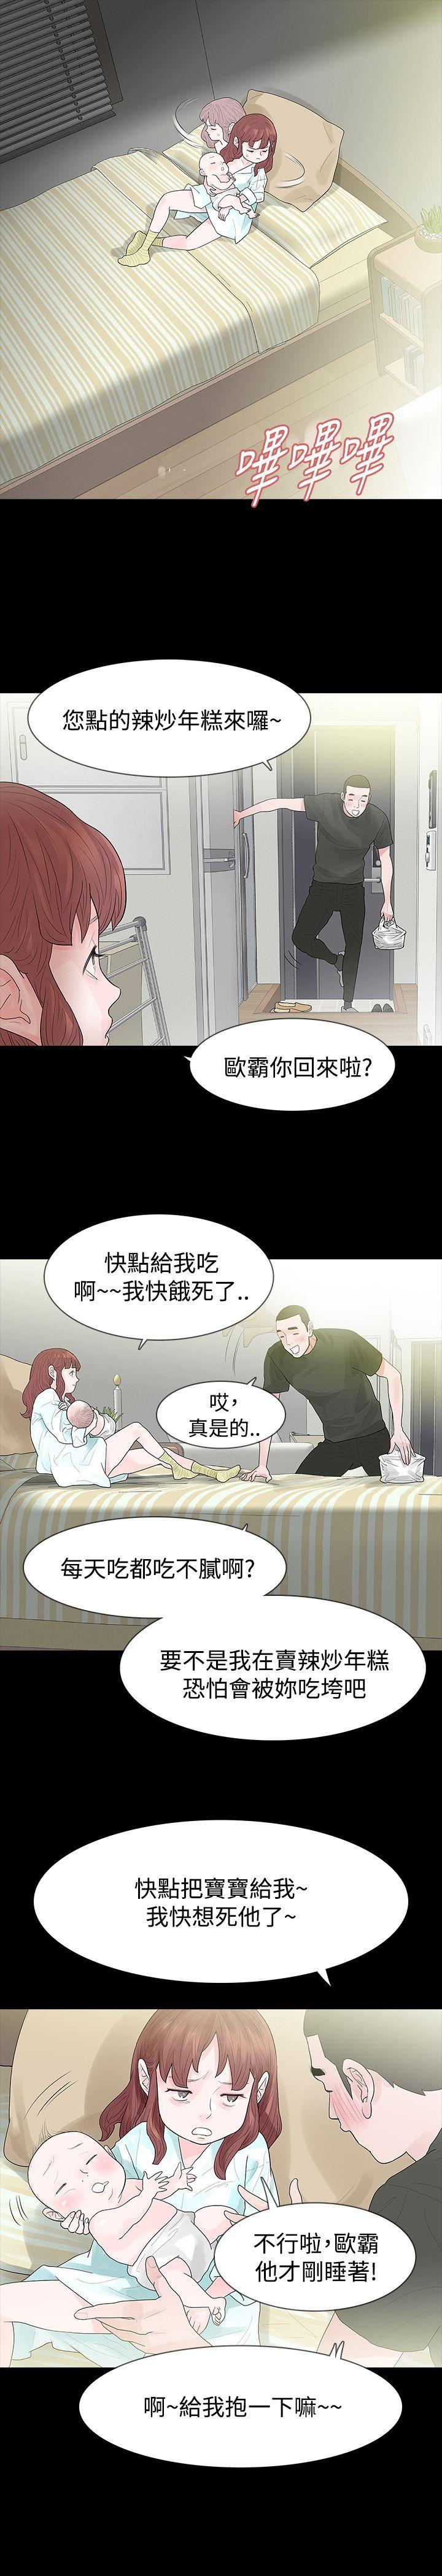 嗶嗶嗶
您點的辣炒年糕來囉~
歐霸你回來啦?
快點給我吃
啊~~我快餓死了..
哎,
真是的..
每天吃都吃不膩啊?
要不是我在賣辣炒年糕
恐怕會被妳吃垮吧
快點把寶寶給我~
我快想死他了~
不行啦,歐霸
他才剛睡著!
啊~給我抱一下嘛~~